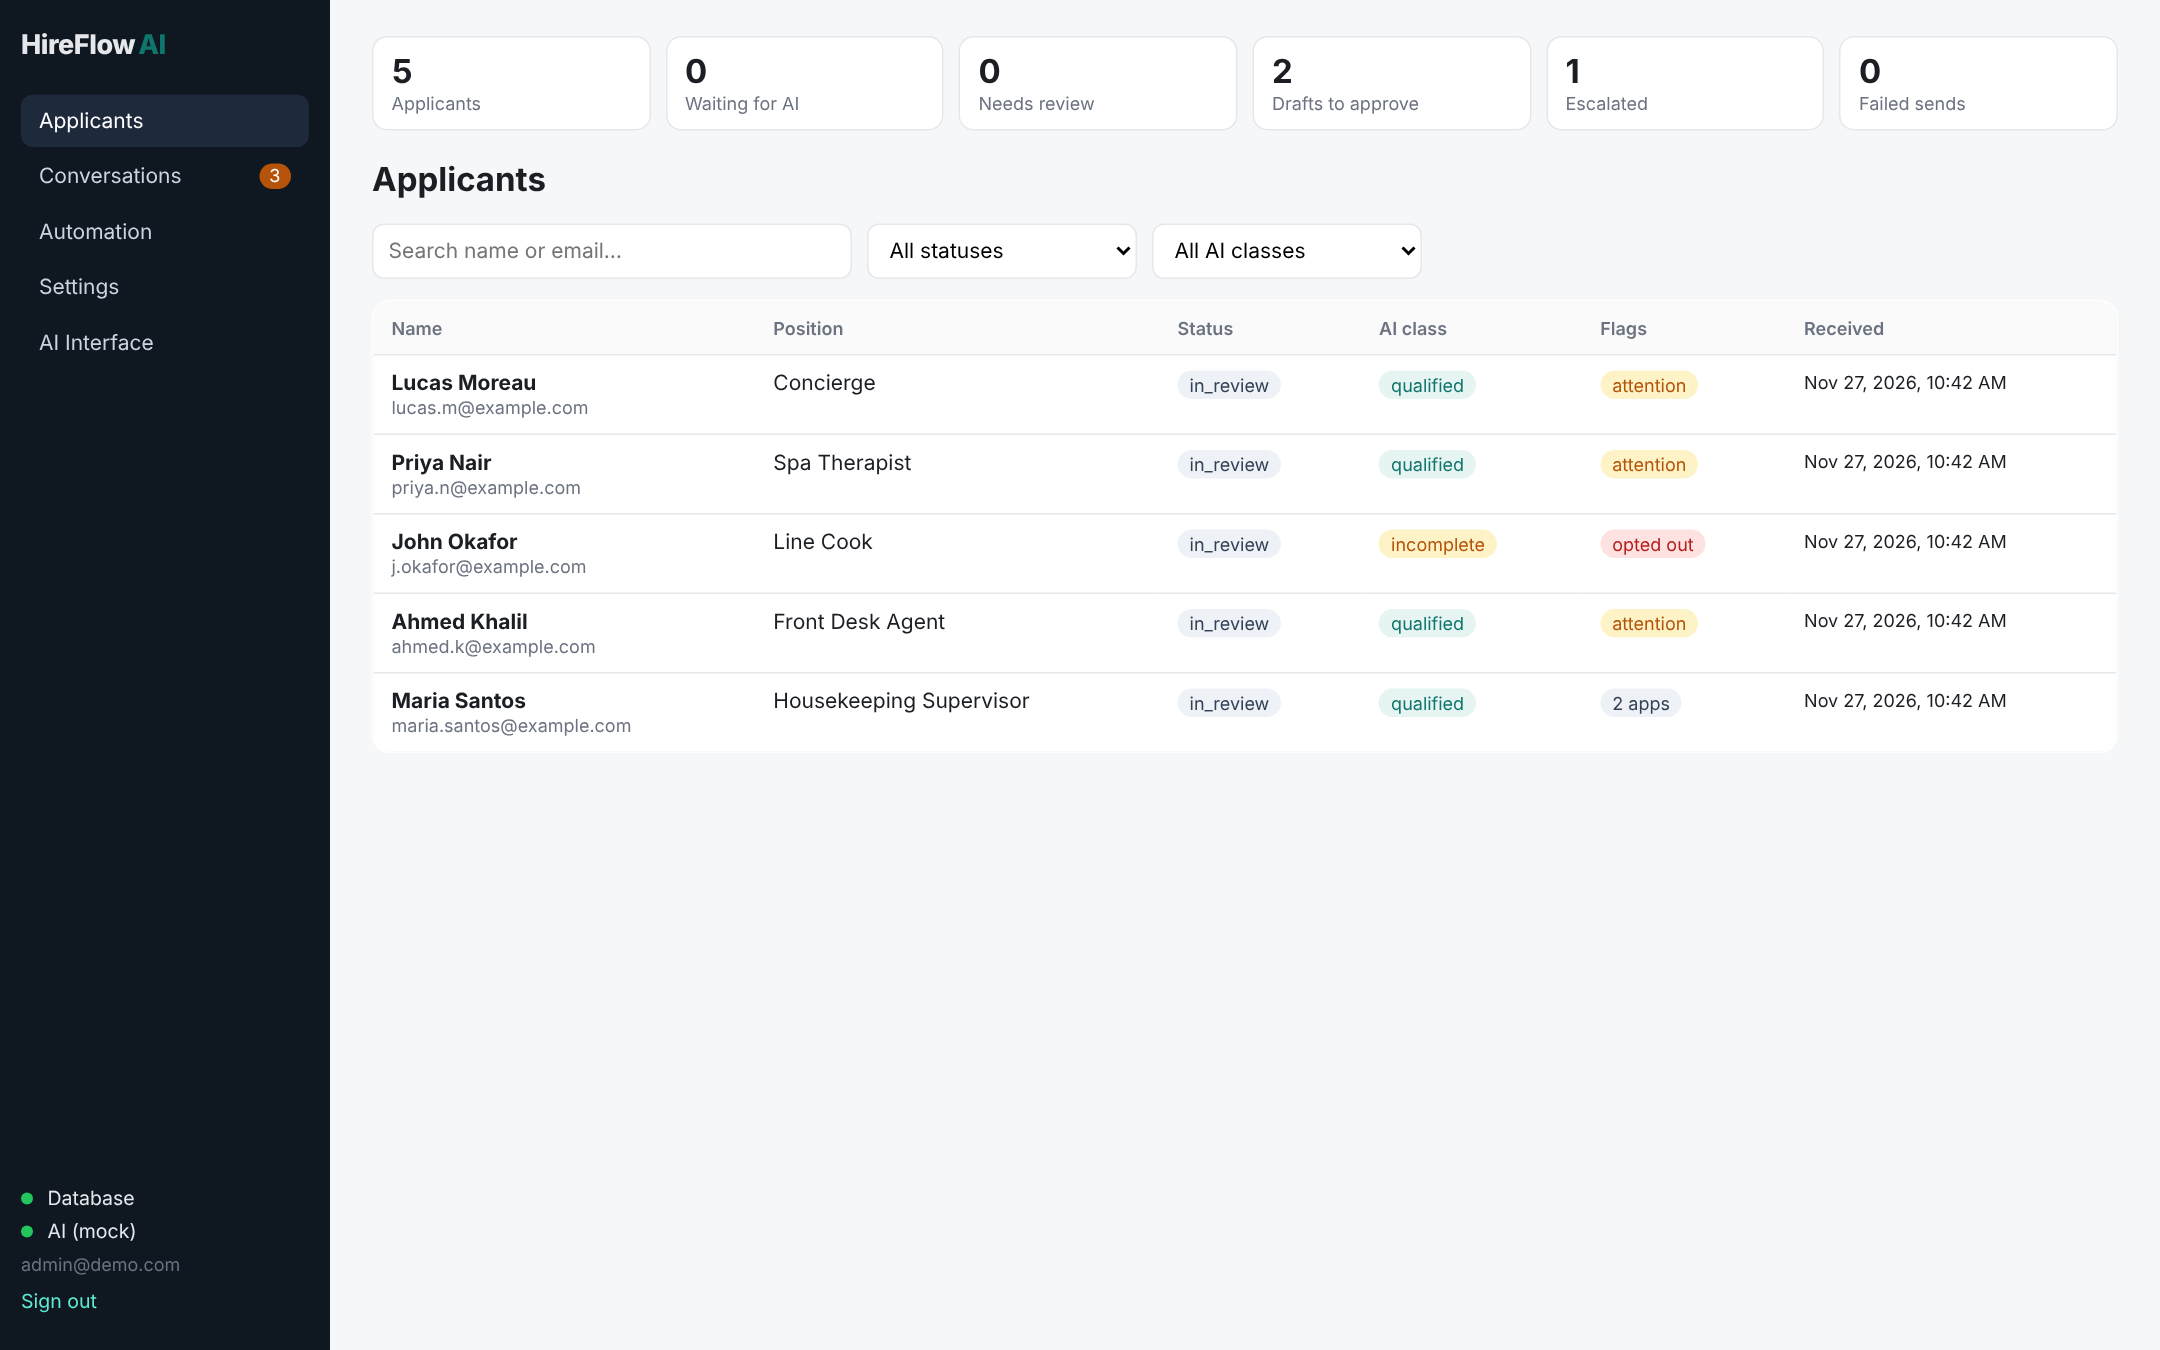 HireFlow AI
Applicants
Conversations 3
Automation
Settings
AI Interface
Database
AI (mock)
admin@demo.com
Sign out
5
Applicants
0
Waiting for AI
0
Needs review
2
Drafts to approve
1
Escalated
0
Failed sends
Applicants
Search name or email...
All statuses
All AI classes
Name Position Status AI class Flags Received
Lucas Moreau Concierge in_review qualified attention Nov 27, 2026, 10:42 AM
lucas.m@example.com
Priya Nair Spa Therapist in_review qualified attention Nov 27, 2026, 10:42 AM
priya.n@example.com
John Okafor Line Cook in_review incomplete opted out Nov 27, 2026, 10:42 AM
j.okafor@example.com
Ahmed Khalil Front Desk Agent in_review qualified attention Nov 27, 2026, 10:42 AM
ahmed.k@example.com
Maria Santos Housekeeping Supervisor in_review qualified 2 apps Nov 27, 2026, 10:42 AM
maria.santos@example.com